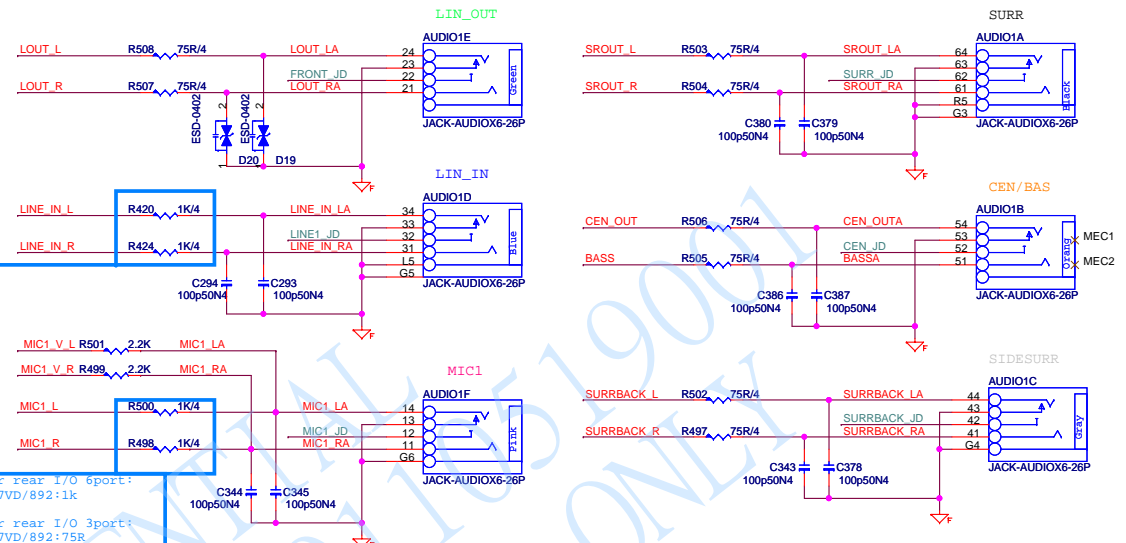 LIN_OUT
AUDIO1E
LOUT_L R508 75R/4 LOUT_LA 24
23
FRONT_JD 22
LOUT_R R507 75R/4 LOUT_RA 21
Green
JACK-AUDIOX6-26P
ESD-0402 ESD-0402
2 2
1 1
D20 D19
F
LIN_IN
AUDIO1D
LINE_IN_L R420 1K/4 LINE_IN_LA 34
33
LINE1_JD 32
LINE_IN_R R424 1K/4 LINE_IN_RA 31
L5
G5
Blue
JACK-AUDIOX6-26P
C294 C293
100p50N4 100p50N4
F
MIC1_V_L R501 2.2K MIC1_LA
MIC1_V_R R499 2.2K MIC1_RA
MIC1
AUDIO1F
MIC1_L R500 1K/4 MIC1_LA 14
13
MIC1_JD 12
MIC1_R R498 1K/4 MIC1_RA 11
G6
Pink
JACK-AUDIOX6-26P
C344 C345
100p50N4 100p50N4
F
r rear I/O 6port:
7VD/892:1k
r rear I/O 3port:
7VD/892:75R
SURR
AUDIO1A
SROUT_L R503 75R/4 SROUT_LA 64
63
SURR_JD 62
SROUT_R R504 75R/4 SROUT_RA 61
R5
G3
Black
JACK-AUDIOX6-26P
C380 C379
100p50N4 100p50N4
F
CEN/BAS
AUDIO1B
CEN_OUT R506 75R/4 CEN_OUTA 54
53
CEN_JD 52
BASS R505 75R/4 BASSA 51
Orang
MEC1
MEC2
JACK-AUDIOX6-26P
C386 C387
100p50N4 100p50N4
F
SIDESURR
AUDIO1C
SURRBACK_L R502 75R/4 SURRBACK_LA 44
43
SURRBACK_JD 42
SURRBACK_R R497 75R/4 SURRBACK_RA 41
G4
Gray
JACK-AUDIOX6-26P
C343 C378
100p50N4 100p50N4
F
ONLY